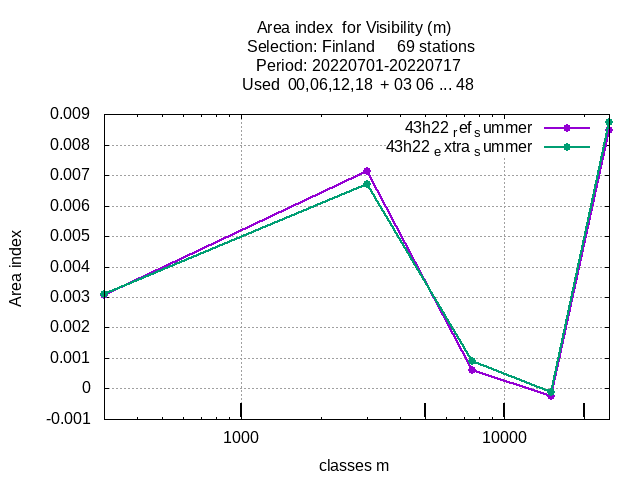 Area index  for Visibility (m)
Selection: Finland     69 stations
Period: 20220701-20220717
Used  00,06,12,18  + 03 06 ... 48
0.009
0.008
0.007
0.006
0.005
0.004
0.003
0.002
0.001
0
-0.001
Area index
43h22 ref summer
43h22 extra summer
1000
10000
classes m